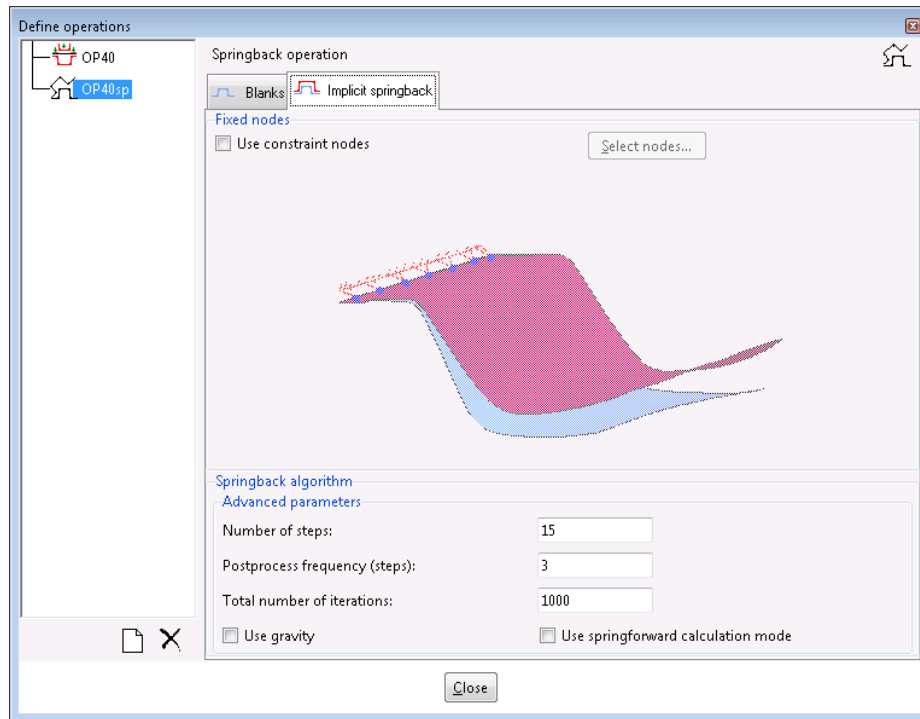 Define operations
OP40
OP40sp
Springback operation
Blanks
Implicit springback
Fixed nodes
Use constraint nodes
Select nodes...
Springback algorithm
Advanced parameters
Number of steps: 15
Postprocess frequency (steps): 3
Total number of iterations: 1000
Use gravity
Use springforward calculation mode
Close